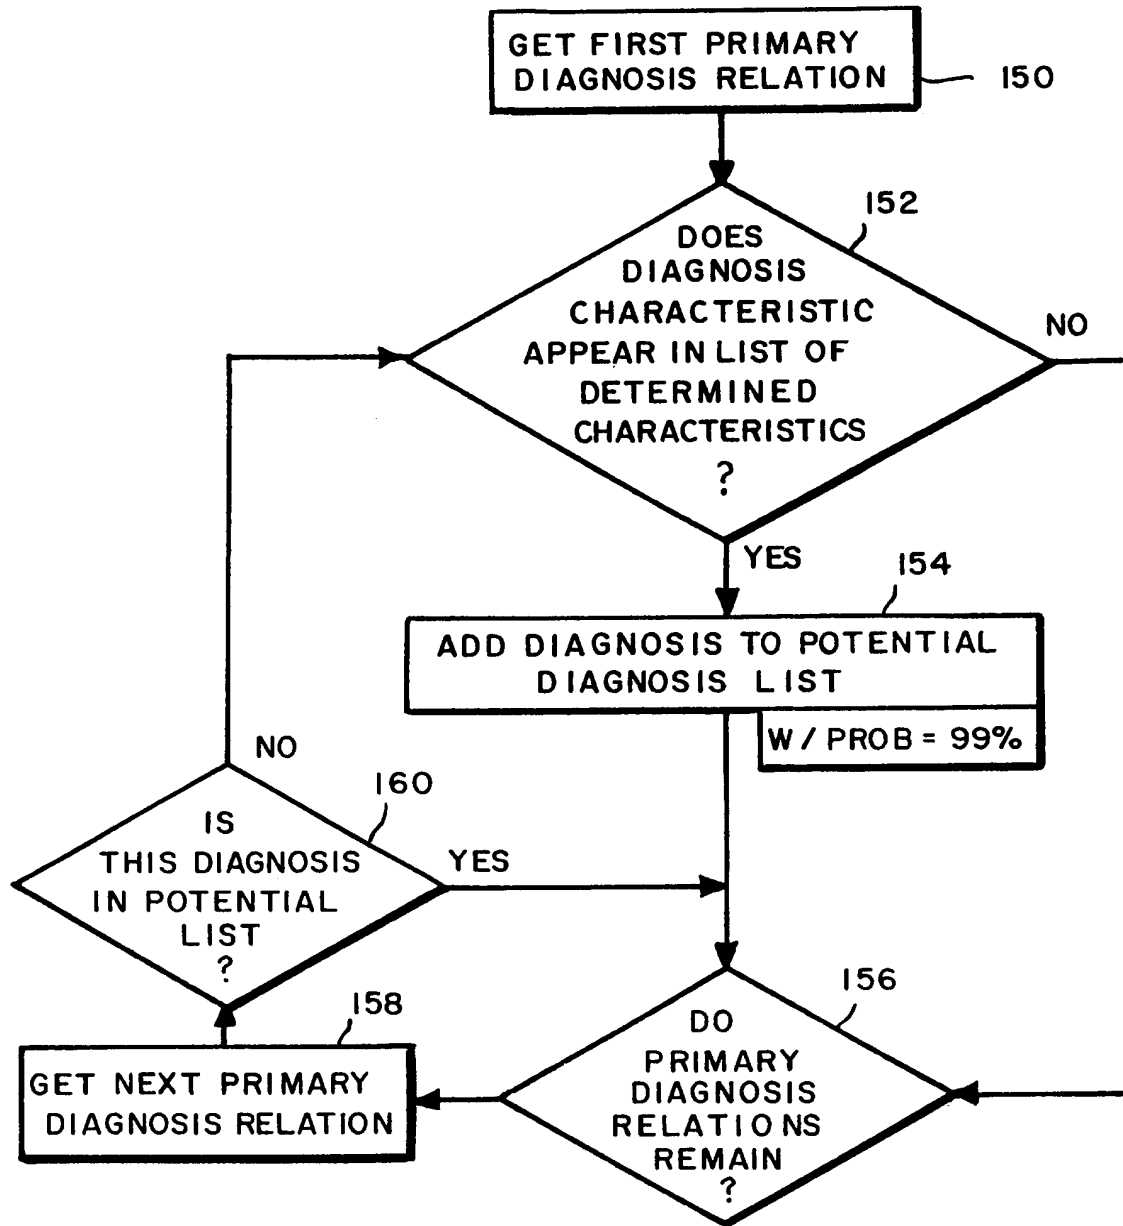 GET FIRST PRIMARY
DIAGNOSIS RELATION
150
152
DOES
DIAGNOSIS
CHARACTERISTIC
APPEAR IN LIST OF
DETERMINED
CHARACTERISTICS
?
NO
YES
154
ADD DIAGNOSIS TO POTENTIAL
DIAGNOSIS LIST
W/PROB = 99%
NO
160
IS
THIS DIAGNOSIS
IN POTENTIAL
LIST
?
YES
158
GET NEXT PRIMARY
DIAGNOSIS RELATION
156
DO
PRIMARY
DIAGNOSIS
RELATIONS
REMAIN
?